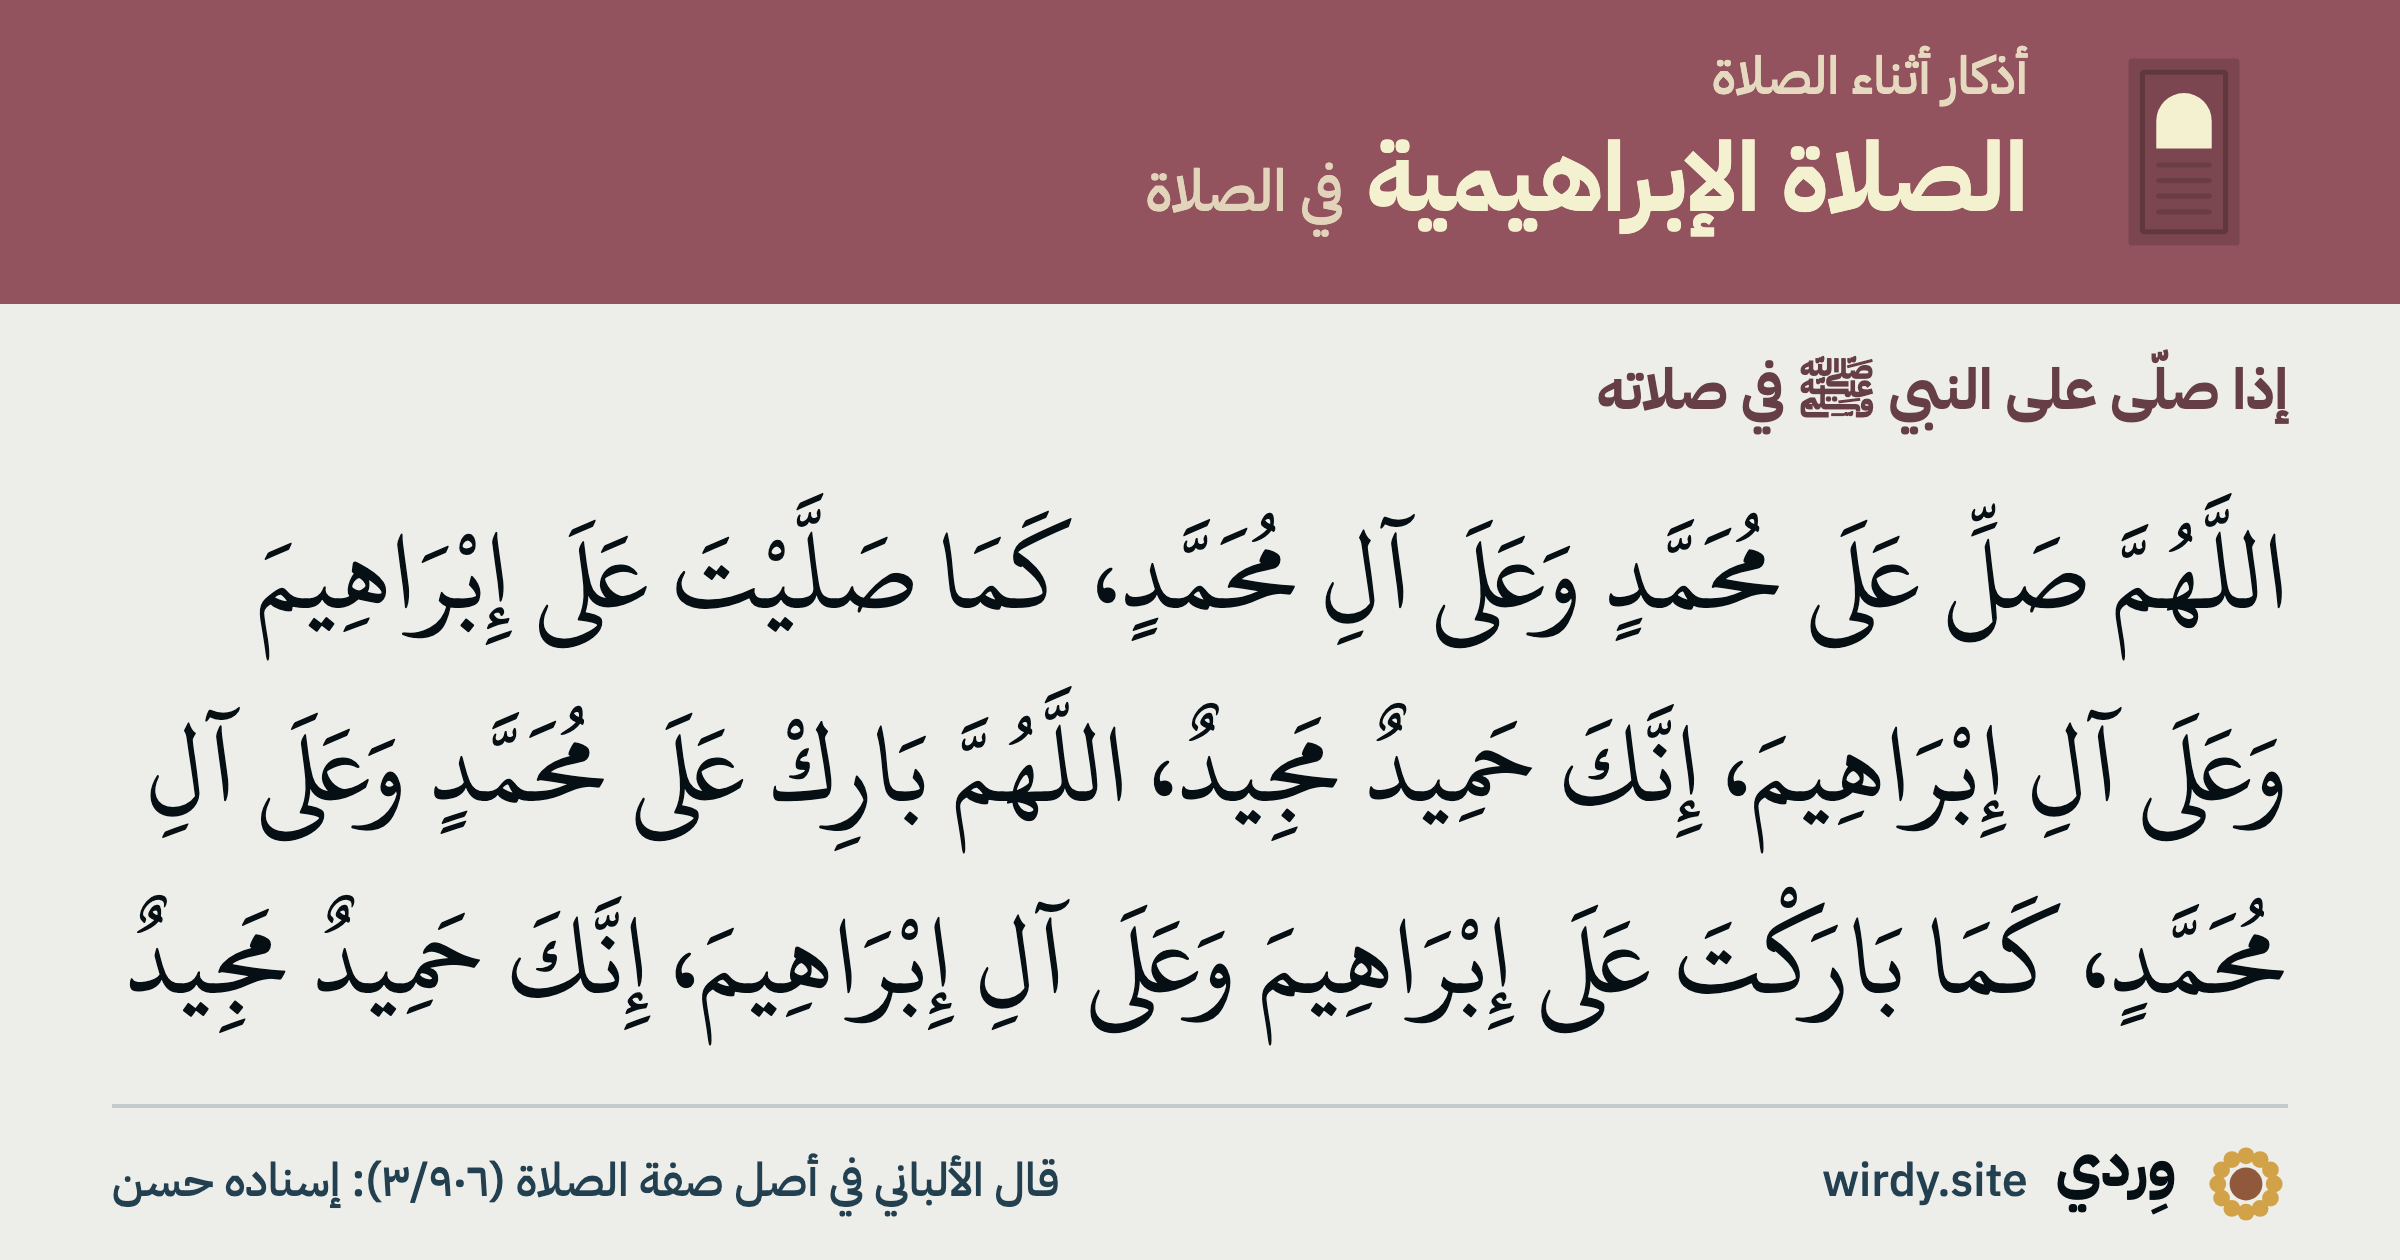 أذكار أثناء الصلاة
الصلاة الإبراهيمية في الصلاة
إذا صلّى على النبي ﷺ في صلاته
اللَّهُمَّ صَلِّ عَلَى مُحَمَّدٍ وَعَلَى آلِ مُحَمَّدٍ، كَمَا صَلَّيْتَ عَلَى إِبْرَاهِيمَ
وَعَلَى آلِ إِبْرَاهِيمَ، إِنَّكَ حَمِيدٌ مَجِيدٌ، اللَّهُمَّ بَارِكْ عَلَى مُحَمَّدٍ وَعَلَى آلِ
مُحَمَّدٍ، كَمَا بَارَكْتَ عَلَى إِبْرَاهِيمَ وَعَلَى آلِ إِبْرَاهِيمَ، إِنَّكَ حَمِيدٌ مَجِيدٌ
وِردي wirdy.site
قال الألباني في أصل صفة الصلاة (٣/٩٠٦): إسناده حسن